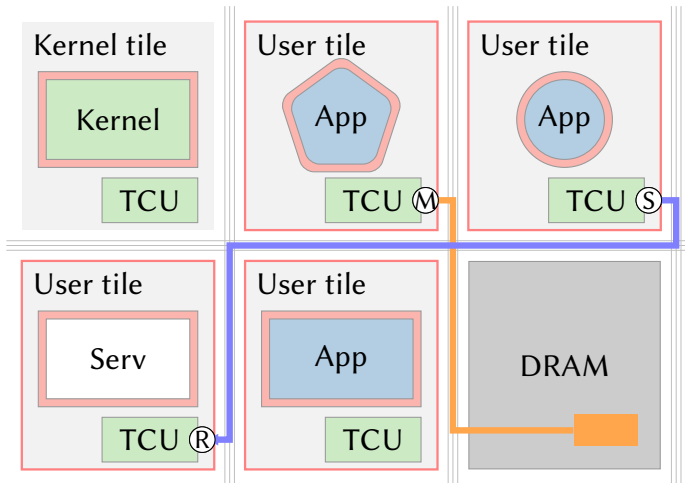 Kernel tile
Kernel
TCU
User tile
App
TCU M
User tile
App
TCU S
User tile
Serv
TCU R
User tile
App
TCU
DRAM